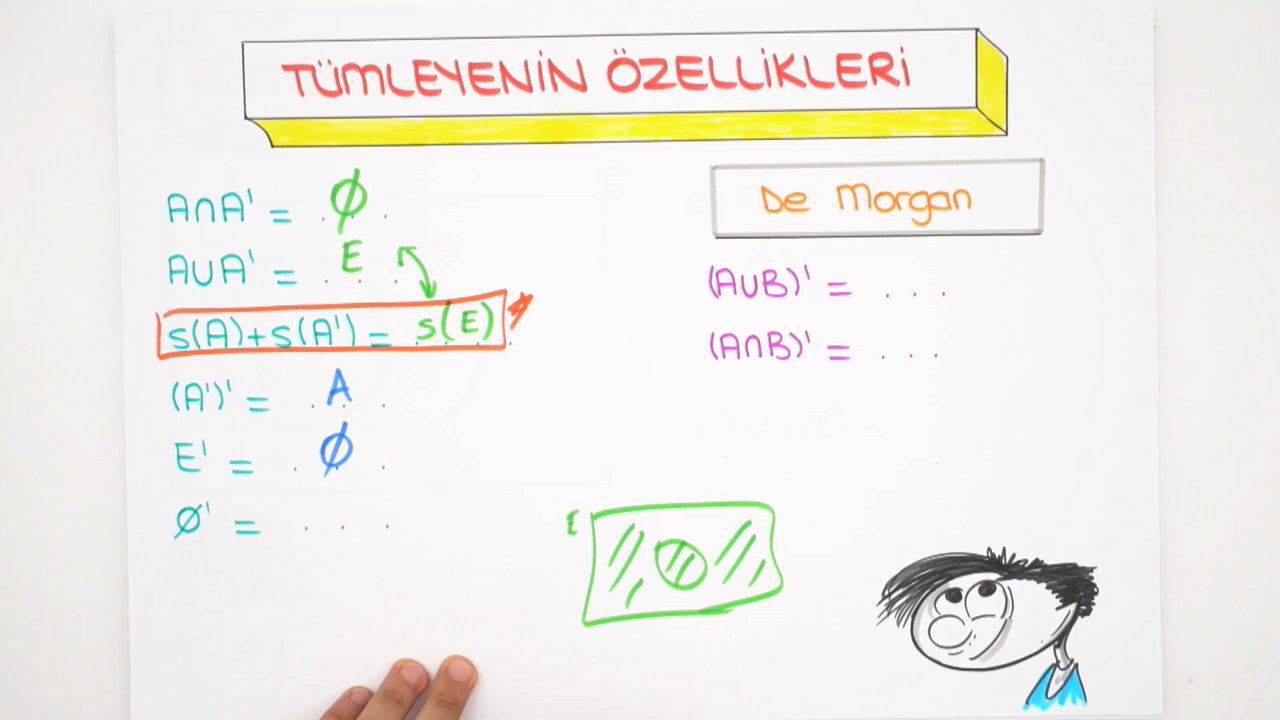 TÜMLEYENİN ÖZELLİKLERİ
A∩A' = . ∅ .
A∪A' = . E . .
s(A)+s(A') = s(E)
(A')' = . A .
E' = . ∅ .
∅' = . . .
De Morgan
(A∪B)' = . . .
(A∩B)' = . . .
E